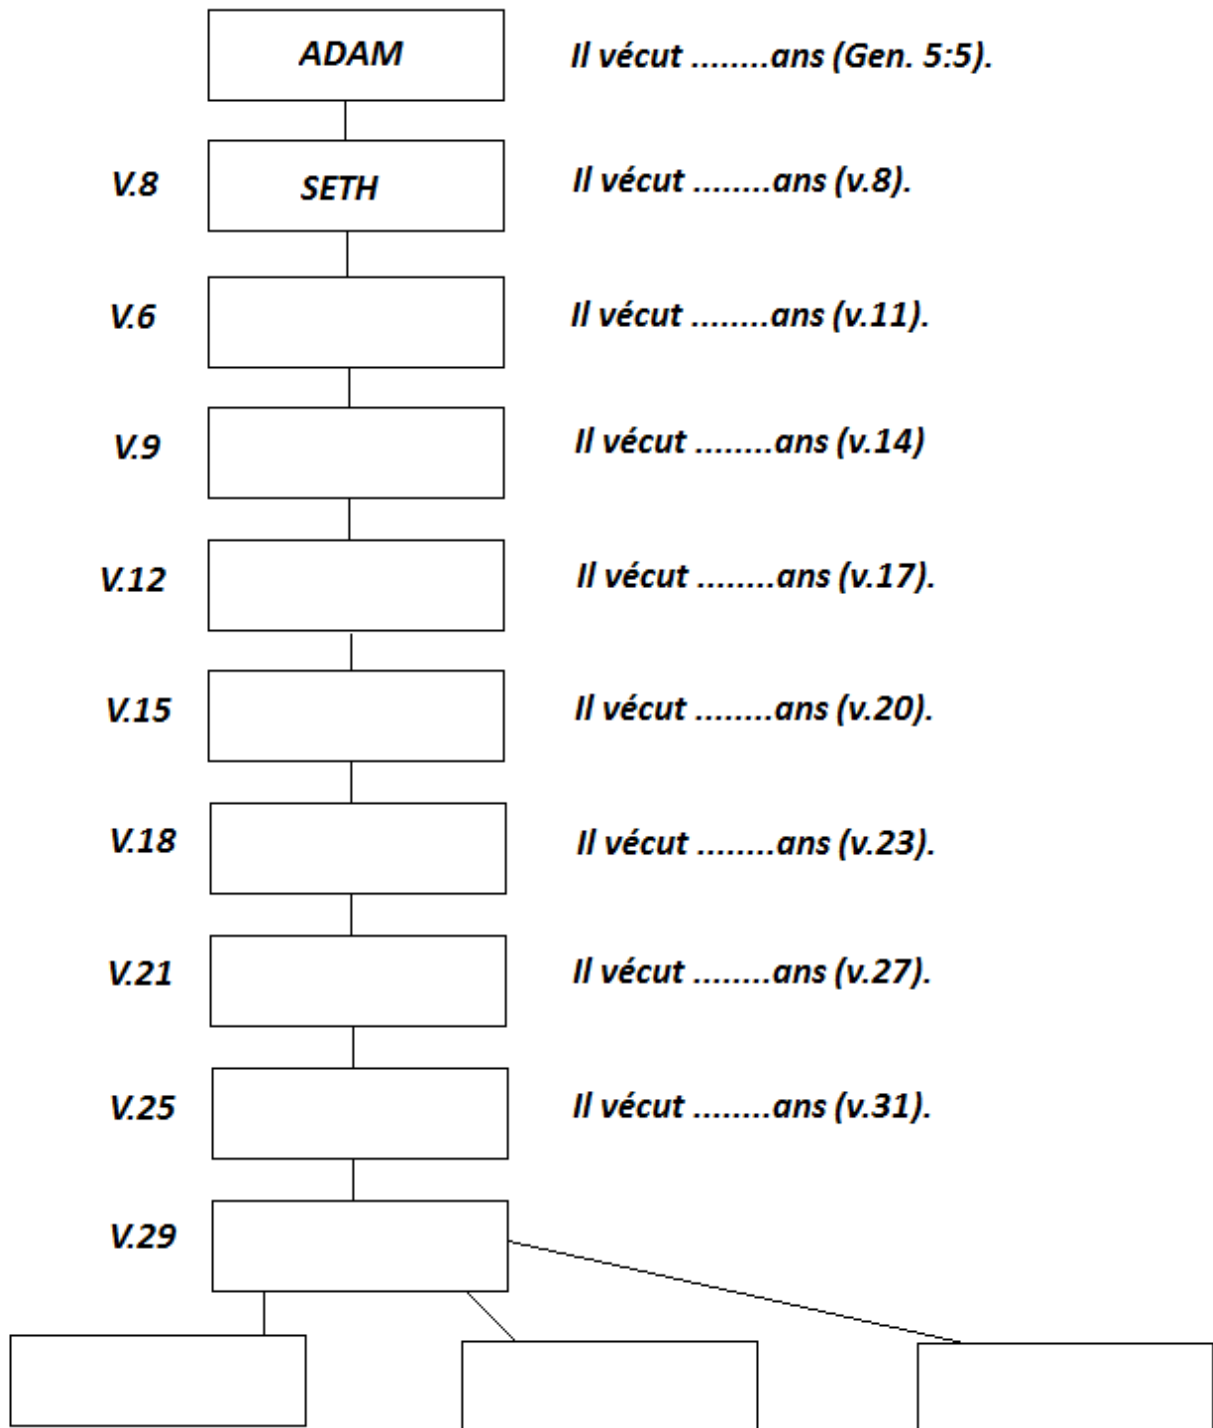 ADAM Il vécut ........ans (Gen. 5:5).
V.8 SETH Il vécut ........ans (v.8).
V.6 Il vécut ........ans (v.11).
V.9 Il vécut ........ans (v.14)
V.12 Il vécut ........ans (v.17).
V.15 Il vécut ........ans (v.20).
V.18 Il vécut ........ans (v.23).
V.21 Il vécut ........ans (v.27).
V.25 Il vécut ........ans (v.31).
V.29